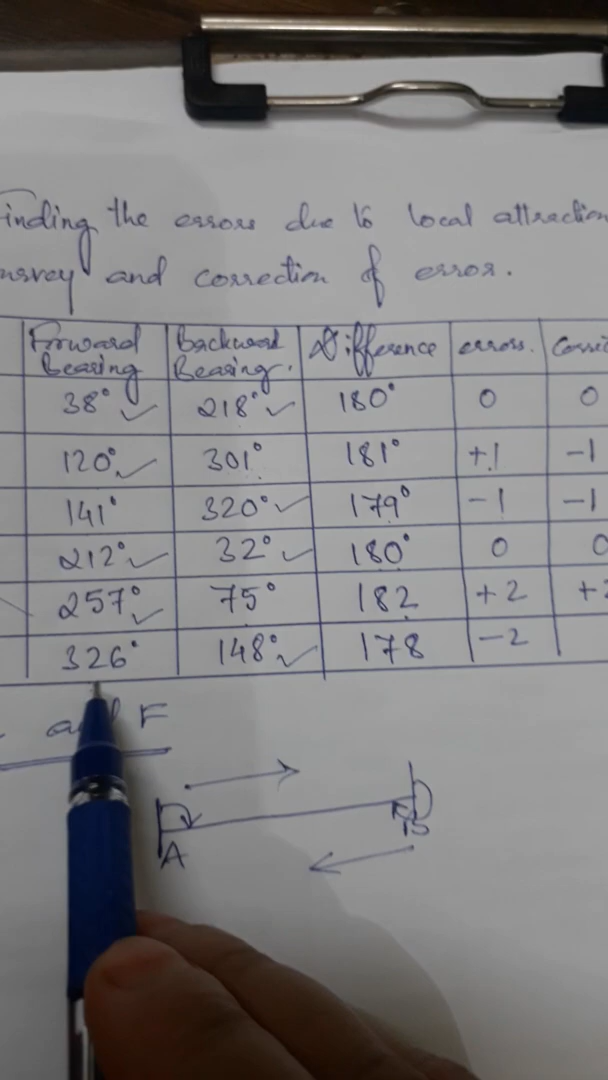 Finding the errors due to local attraction
and correction of error.
Forward Bearing Backward Bearing. Difference errors.
38° 218° 180° 0 0
120° 301° 181° +1 -1
141° 320° 179° -1 -1
212° 32° 180° 0 0
257° 75° 182 +2
326° 148° 178 -2
and F
A B